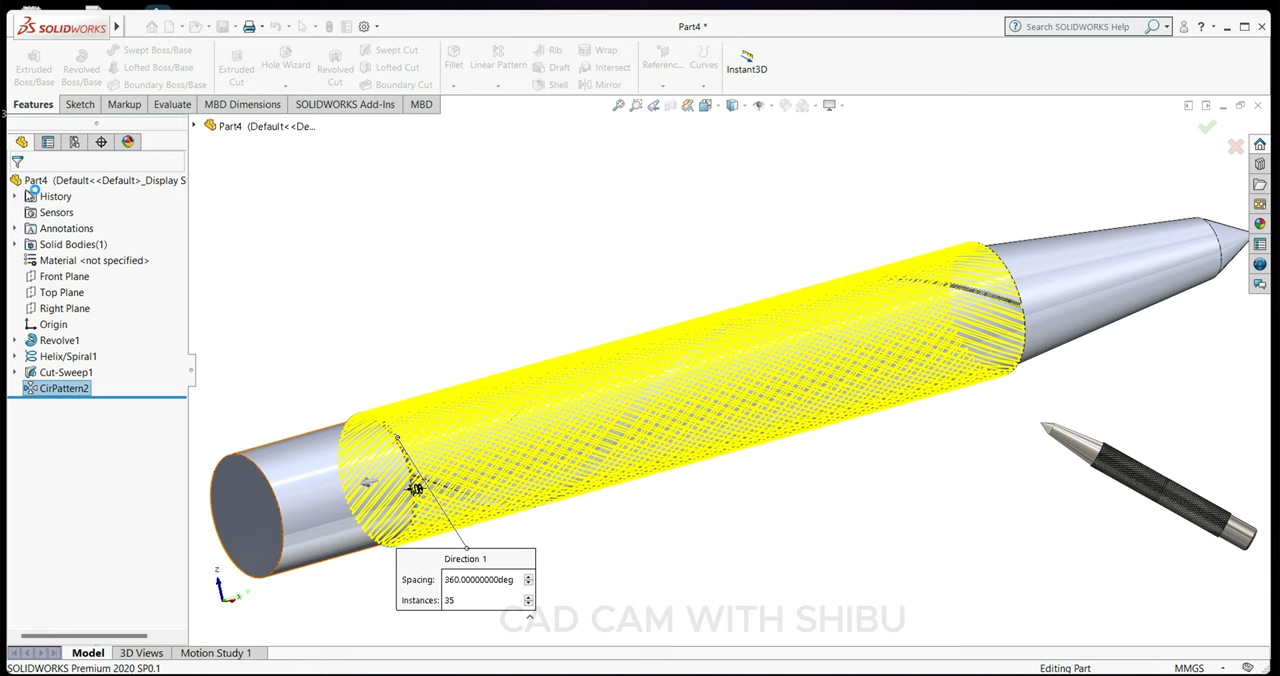 SOLIDWORKS
Part4 *
Search SOLIDWORKS Help
Extruded Boss/Base
Revolved Boss/Base
Swept Boss/Base
Lofted Boss/Base
Boundary Boss/Base
Extruded Cut
Hole Wizard
Revolved Cut
Swept Cut
Lofted Cut
Boundary Cut
Fillet
Linear Pattern
Rib
Draft
Shell
Wrap
Intersect
Mirror
Referenc...
Curves
Instant3D
Features
Sketch
Markup
Evaluate
MBD Dimensions
SOLIDWORKS Add-Ins
MBD
Part4 (Default<<De...
Part4 (Default<<Default>_Display S
History
Sensors
Annotations
Solid Bodies(1)
Material <not specified>
Front Plane
Top Plane
Right Plane
Origin
Revolve1
Helix/Spiral1
Cut-Sweep1
CirPattern2
Direction 1
Spacing: 360.00000000deg
Instances: 35
Z
Y
CAD CAM WITH SHIBU
Model
3D Views
Motion Study 1
SOLIDWORKS Premium 2020 SP0.1
Editing Part
MMGS